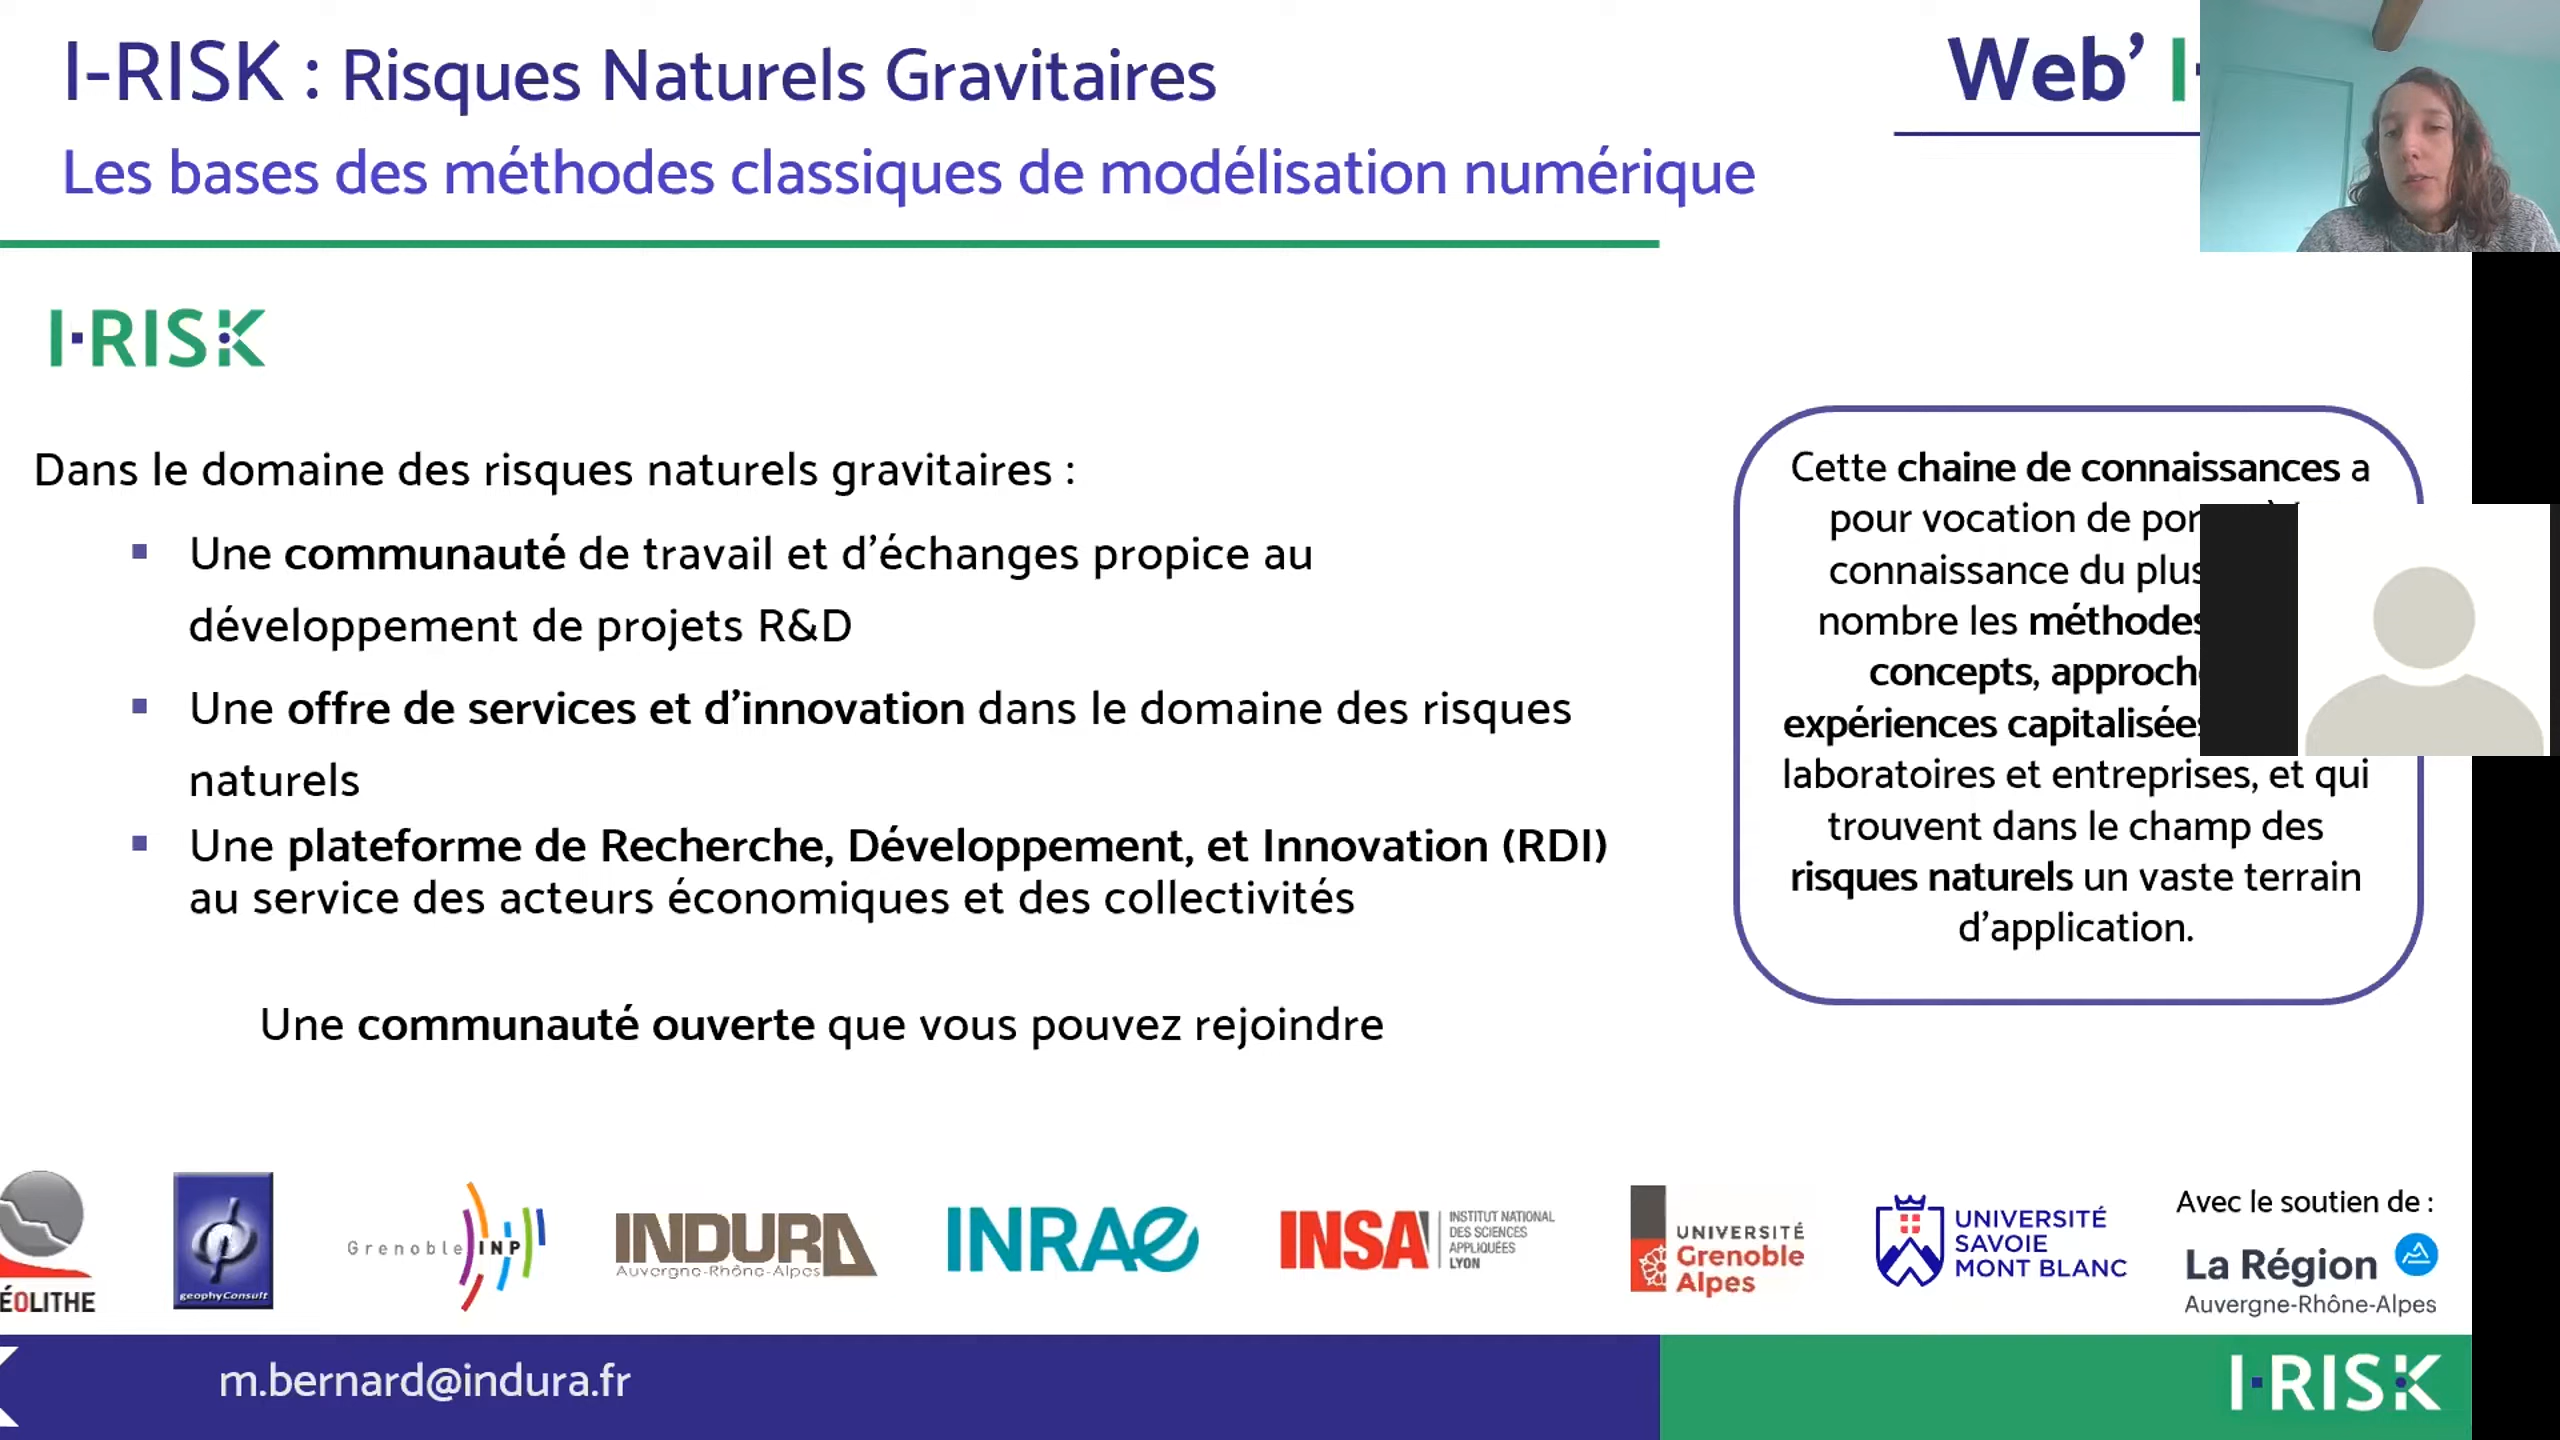 I-RISK : Risques Naturels Gravitaires
Web’ I
Les bases des méthodes classiques de modélisation numérique
I·RISK
Dans le domaine des risques naturels gravitaires :
Une communauté de travail et d’échanges propice au
développement de projets R&D
Une offre de services et d’innovation dans le domaine des risques
naturels
Une plateforme de Recherche, Développement, et Innovation (RDI)
au service des acteurs économiques et des collectivités
Une communauté ouverte que vous pouvez rejoindre
Cette chaine de connaissances a
pour vocation de
connaissance du
nombre les méthodes
concepts,
expériences
laboratoires et entreprises, et qui
trouvent dans le champ des
risques naturels un vaste terrain
d’application.
ÉOLITHE
geophyConsult
Grenoble INP
INDURA
Auvergne-Rhône-Alpes
INRAE
INSA
INSTITUT NATIONAL
DES SCIENCES
APPLIQUÉES
LYON
UNIVERSITÉ
Grenoble
Alpes
UNIVERSITÉ
SAVOIE
MONT BLANC
Avec le soutien de :
La Région
Auvergne-Rhône-Alpes
m.bernard@indura.fr
I·RISK